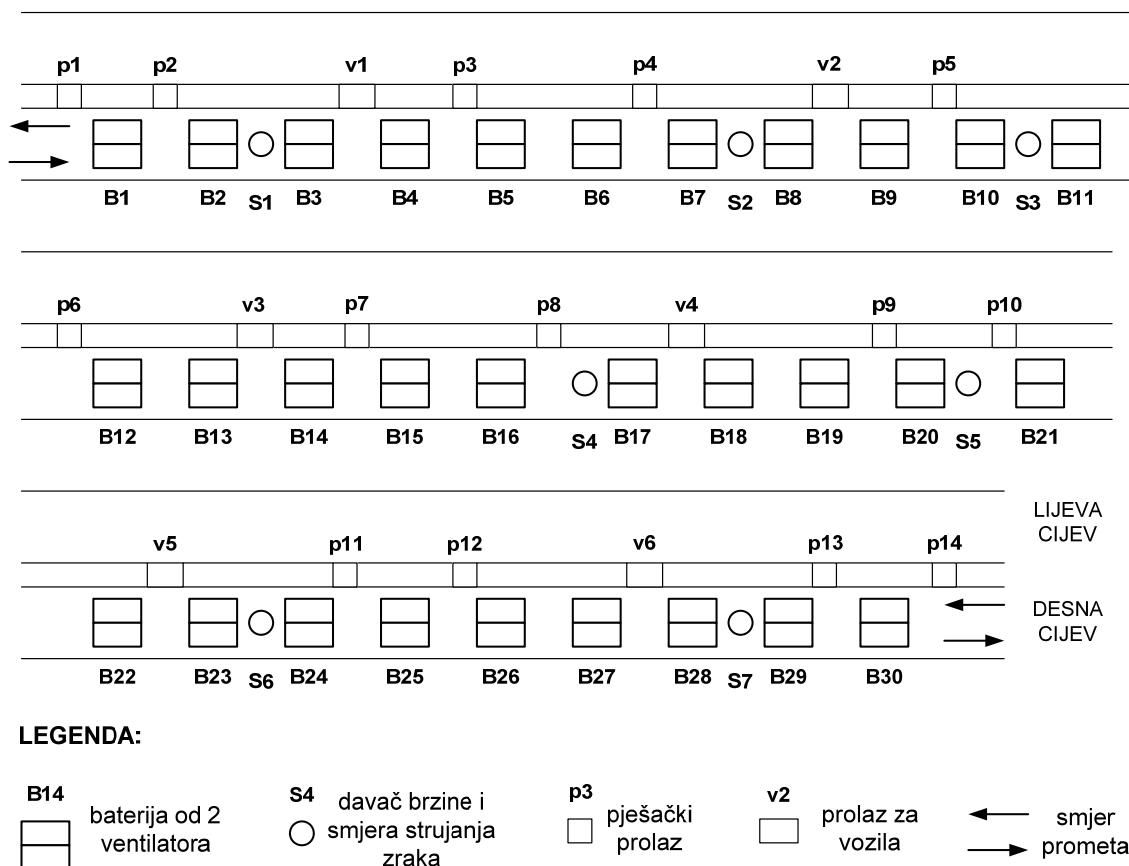 p1 p2 v1 p3 p4 v2 p5
B1 B2 S1 B3 B4 B5 B6 B7 S2 B8 B9 B10 S3 B11
p6 v3 p7 p8 v4 p9 p10
B12 B13 B14 B15 B16 S4 B17 B18 B19 B20 S5 B21
LIJEVA
CIJEV
v5 p11 p12 v6 p13 p14
DESNA
CIJEV
B22 B23 S6 B24 B25 B26 B27 B28 S7 B29 B30
LEGENDA:
B14
baterija od 2
ventilatora
S4
davač brzine i
smjera strujanja
zraka
p3
pješački
prolaz
v2
prolaz za
vozila
smjer
prometa